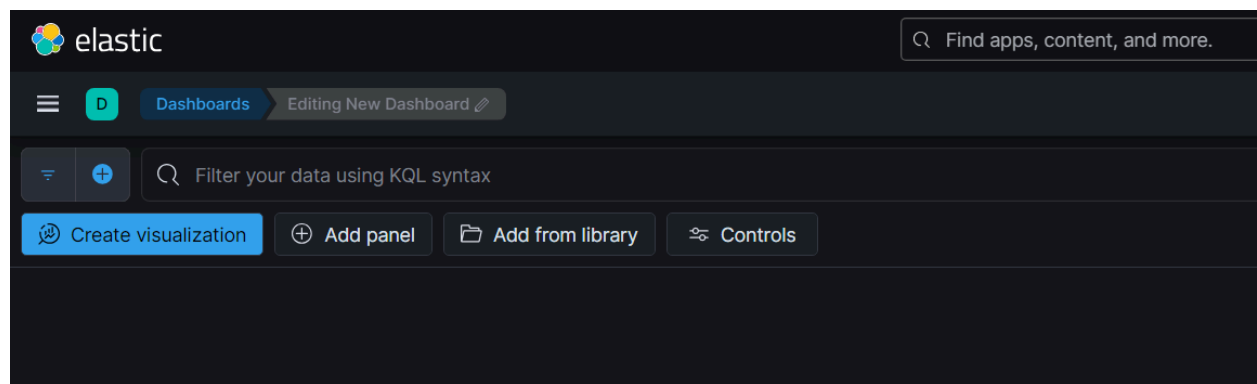 elastic
Find apps, content, and more.
D
Dashboards
Editing New Dashboard
Filter your data using KQL syntax
Create visualization
Add panel
Add from library
Controls